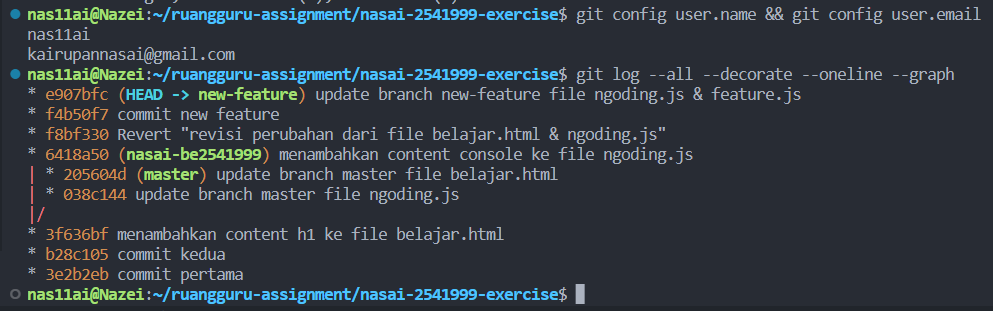 nas11ai@Nazei:~/ruangguru-assignment/nasai-2541999-exercise$ git config user.name && git config user.email
nas11ai
kairupannasai@gmail.com
nas11ai@Nazei:~/ruangguru-assignment/nasai-2541999-exercise$ git log --all --decorate --oneline --graph
* e907bfc (HEAD -> new-feature) update branch new-feature file ngoding.js & feature.js
* f4b50f7 commit new feature
* f8bf330 Revert "revisi perubahan dari file belajar.html & ngoding.js"
* 6418a50 (nasai-be2541999) menambahkan content console ke file ngoding.js
| * 205604d (master) update branch master file belajar.html
| * 038c144 update branch master file ngoding.js
|/
* 3f636bf menambahkan content h1 ke file belajar.html
* b28c105 commit kedua
* 3e2b2eb commit pertama
nas11ai@Nazei:~/ruangguru-assignment/nasai-2541999-exercise$